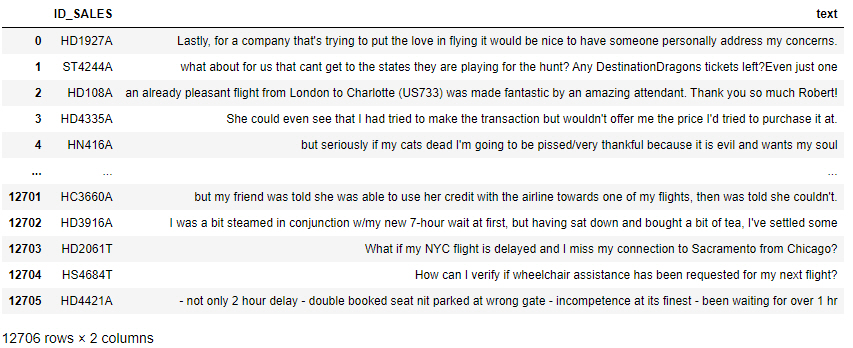 ID_SALES text
0 HD1927A Lastly, for a company that's trying to put the love in flying it would be nice to have someone personally address my concerns.
1 ST4244A what about for us that cant get to the states they are playing for the hunt? Any DestinationDragons tickets left?Even just one
2 HD108A an already pleasant flight from London to Charlotte (US733) was made fantastic by an amazing attendant. Thank you so much Robert!
3 HD4335A She could even see that I had tried to make the transaction but wouldn't offer me the price I'd tried to purchase it at.
4 HN416A but seriously if my cats dead I'm going to be pissed/very thankful because it is evil and wants my soul
... ... ...
12701 HC3660A but my friend was told she was able to use her credit with the airline towards one of my flights, then was told she couldn't.
12702 HD3916A I was a bit steamed in conjunction w/my new 7-hour wait at first, but having sat down and bought a bit of tea, I've settled some
12703 HD2061T What if my NYC flight is delayed and I miss my connection to Sacramento from Chicago?
12704 HS4684T How can I verify if wheelchair assistance has been requested for my next flight?
12705 HD4421A - not only 2 hour delay - double booked seat nit parked at wrong gate - incompetence at its finest - been waiting for over 1 hr
12706 rows × 2 columns